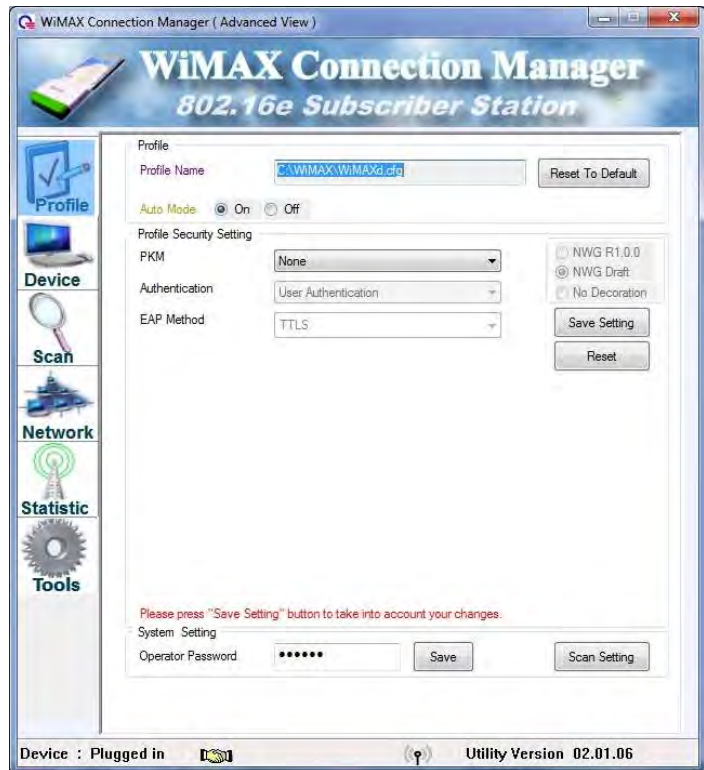 WiMAX Connection Manager ( Advanced View )
WiMAX Connection Manager
802.16e Subscriber Station
Profile
Device
Scan
Network
Statistic
Tools
Profile
Profile Name C:\WiMAX\WiMAXd.cfg Reset To Default
Auto Mode On Off
Profile Security Setting
PKM None NWG R1.0.0
NWG Draft
Authentication User Authentication No Decoration
EAP Method TTLS Save Setting
Reset
Please press "Save Setting" button to take into account your changes.
System Setting
Operator Password •••••• Save Scan Setting
Device : Plugged in Utility Version 02.01.06